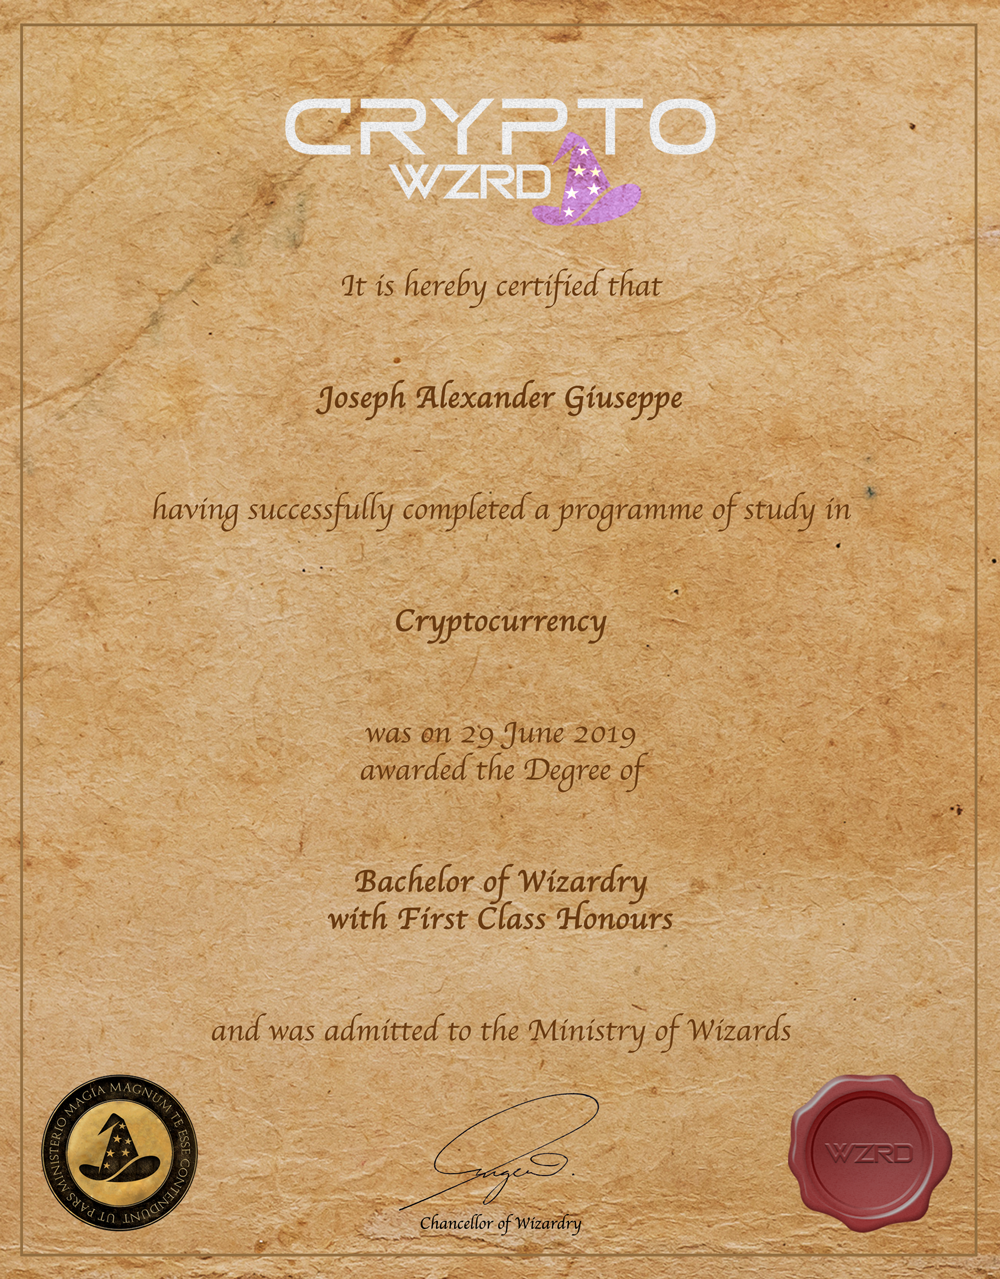 CRYPTO
WZRD
It is hereby certified that
Joseph Alexander Giuseppe
having successfully completed a programme of study in
Cryptocurrency
was on 29 June 2019
awarded the Degree of
Bachelor of Wizardry
with First Class Honours
and was admitted to the Ministry of Wizards
UT PARS MINISTERIO MAGIA MAGNUM TE ESSE CONTENDUNT
WZRD
Chancellor of Wizardry